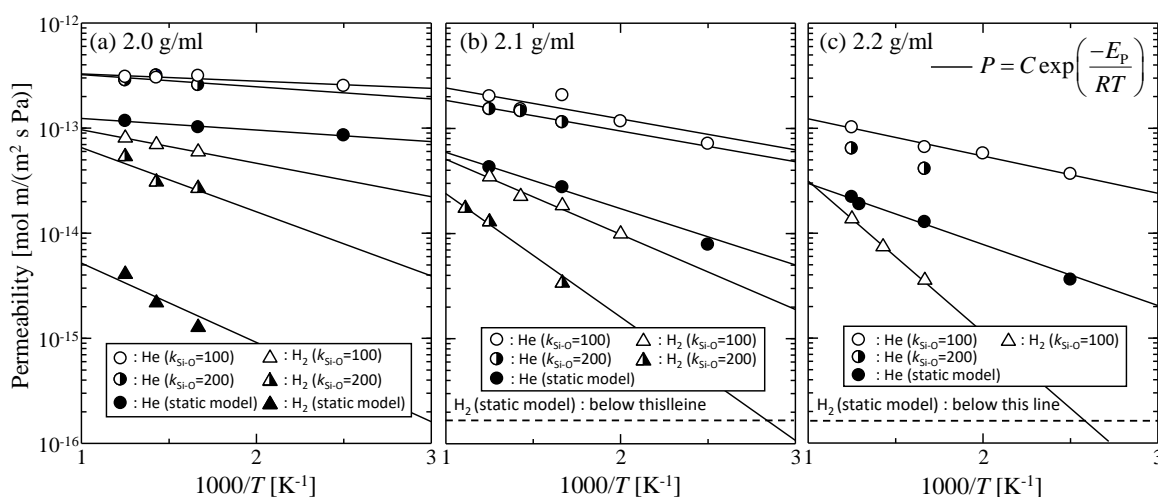 10⁻¹²
10⁻¹³
10⁻¹⁴
10⁻¹⁵
10⁻¹⁶
Permeability [mol m/(m² s Pa)]
(a) 2.0 g/ml
○ : He (k_Si-O=100) △ : H₂ (k_Si-O=100)
◑ : He (k_Si-O=200) ◮ : H₂ (k_Si-O=200)
● : He (static model) ▲ : H₂ (static model)
1 2 3
1000/T [K⁻¹]
(b) 2.1 g/ml
○ : He (k_Si-O=100) △ : H₂ (k_Si-O=100)
◑ : He (k_Si-O=200) ◮ : H₂ (k_Si-O=200)
● : He (static model)
H₂ (static model) : below thislleine
2 3
1000/T [K⁻¹]
(c) 2.2 g/ml
P = C exp(−E_P/RT)
○ : He (k_Si-O=100) △ : H₂ (k_Si-O=100)
◑ : He (k_Si-O=200)
● : He (static model)
H₂ (static model) : below this line
1 2 3
1000/T [K⁻¹]